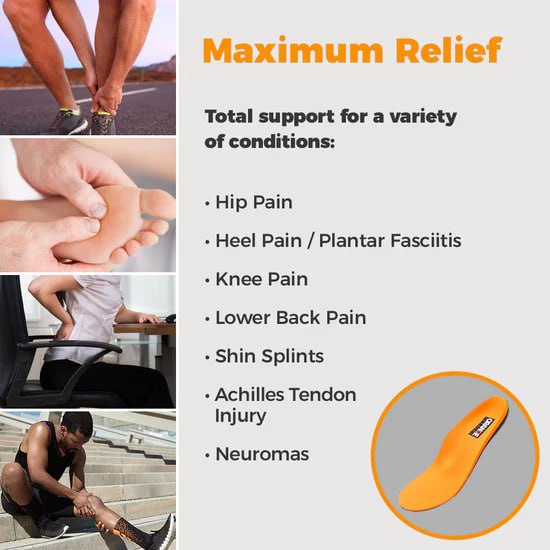 Maximum Relief
Total support for a variety
of conditions:
• Hip Pain
• Heel Pain / Plantar Fasciitis
• Knee Pain
• Lower Back Pain
• Shin Splints
• Achilles Tendon
Injury
• Neuromas